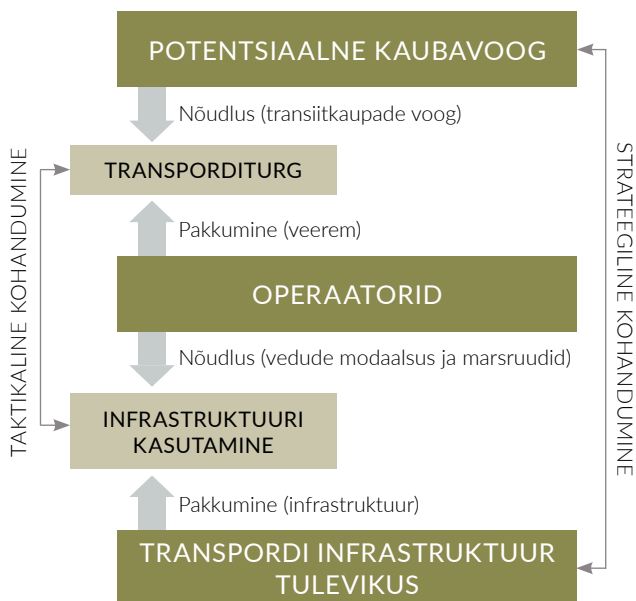 POTENTSIAALNE KAUBAVOOG
Nõudlus (transiitkaupade voog)
TRANSPORDITURG
Pakkumine (veerem)
OPERAATORID
Nõudlus (vedude modaalsus ja marsruudid)
INFRASTRUKTUURI
KASUTAMINE
Pakkumine (infrastruktuur)
TRANSPORDI INFRASTRUKTUUR
TULEVIKUS
TAKTIKALINE KOHANDUMINE
STRATEEGILINE KOHANDUMINE